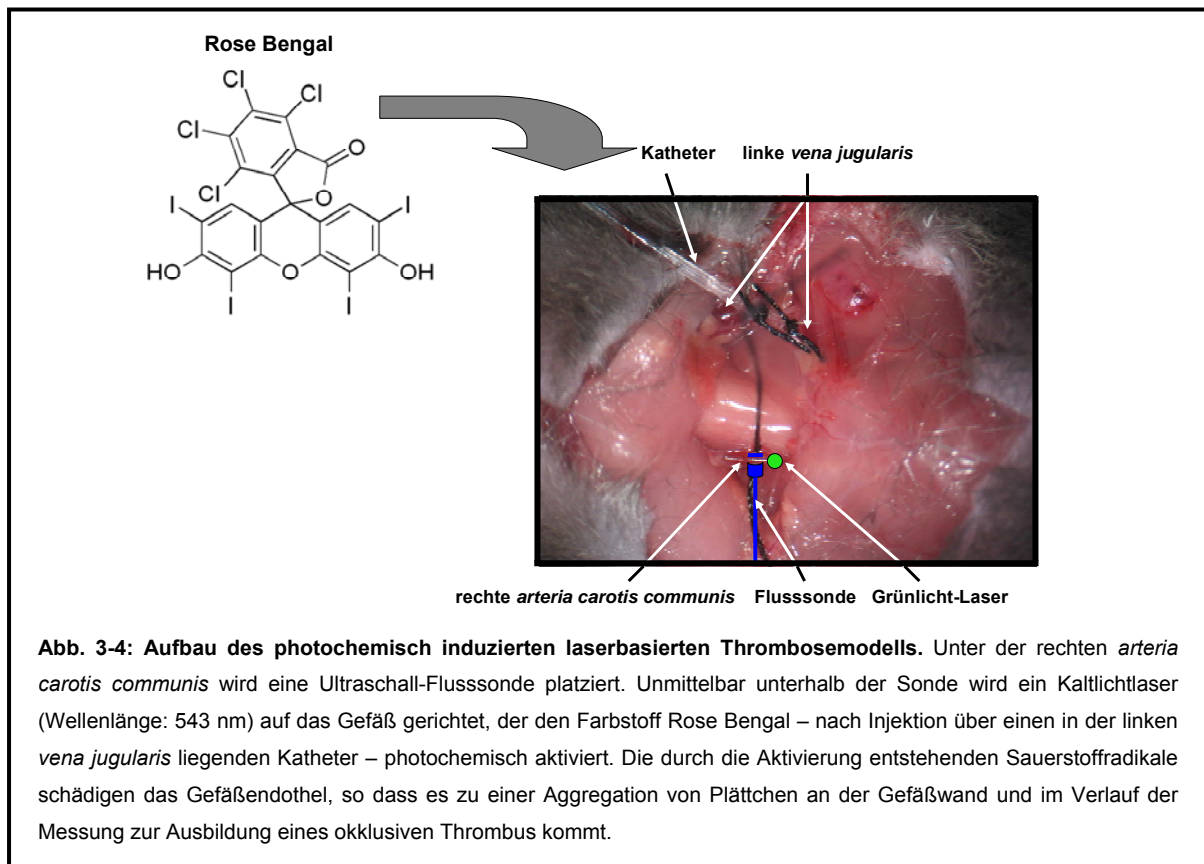 Rose Bengal
Cl
Cl
Cl
Cl
O
O
I
I
HO
O
OH
I
I
Katheter linke vena jugularis
rechte arteria carotis communis Flusssonde Grünlicht-Laser
Abb. 3-4: Aufbau des photochemisch induzierten laserbasierten Thrombosemodells. Unter der rechten arteria
carotis communis wird eine Ultraschall-Flusssonde platziert. Unmittelbar unterhalb der Sonde wird ein Kaltlichtlaser
(Wellenlänge: 543 nm) auf das Gefäß gerichtet, der den Farbstoff Rose Bengal – nach Injektion über einen in der linken
vena jugularis liegenden Katheter – photochemisch aktiviert. Die durch die Aktivierung entstehenden Sauerstoffradikale
schädigen das Gefäßendothel, so dass es zu einer Aggregation von Plättchen an der Gefäßwand und im Verlauf der
Messung zur Ausbildung eines okklusiven Thrombus kommt.